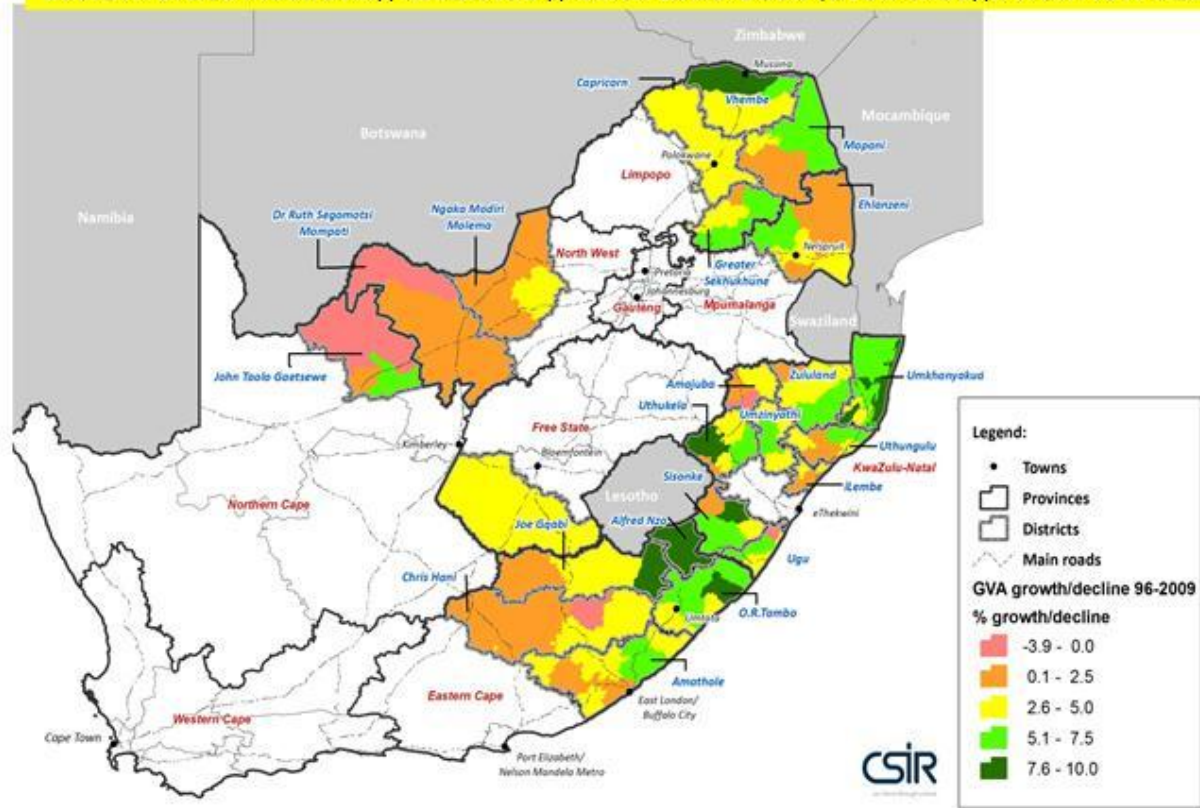 Zimbabwe
Musina
Capricorn
Vhembe
Mocambique
Botswana
Mopani
Polokwane
Limpopo
Ehlanzeni
Namibia
Dr Ruth Segomotsi
Mompati
Ngaka Modiri
Molema
North West
Nelspruit
Greater
Sekhukhune
Pretoria
Johannesburg
Gauteng
Mpumalanga
Swaziland
John Taolo Gaetsewe
Amajuba
Zululand
Umkhanyakua
Uthukela
Umzinyathi
Free State
Uthungulu
Kimberley
Bloemfontein
KwaZulu-Natal
Sisonke
iLembe
Lesotho
eThekwini
Northern Cape
Alfred Nzo
Joe Gqabi
Ugu
Chris Hani
O.R.Tambo
Umtata
Amathole
Eastern Cape
East London/
Buffalo City
Western Cape
Cape Town
Port Elizabeth/
Nelson Mandela Metro
CSIR
Legend:
Towns
Provinces
Districts
Main roads
GVA growth/decline 96-2009
% growth/decline
-3.9 - 0.0
0.1 - 2.5
2.6 - 5.0
5.1 - 7.5
7.6 - 10.0